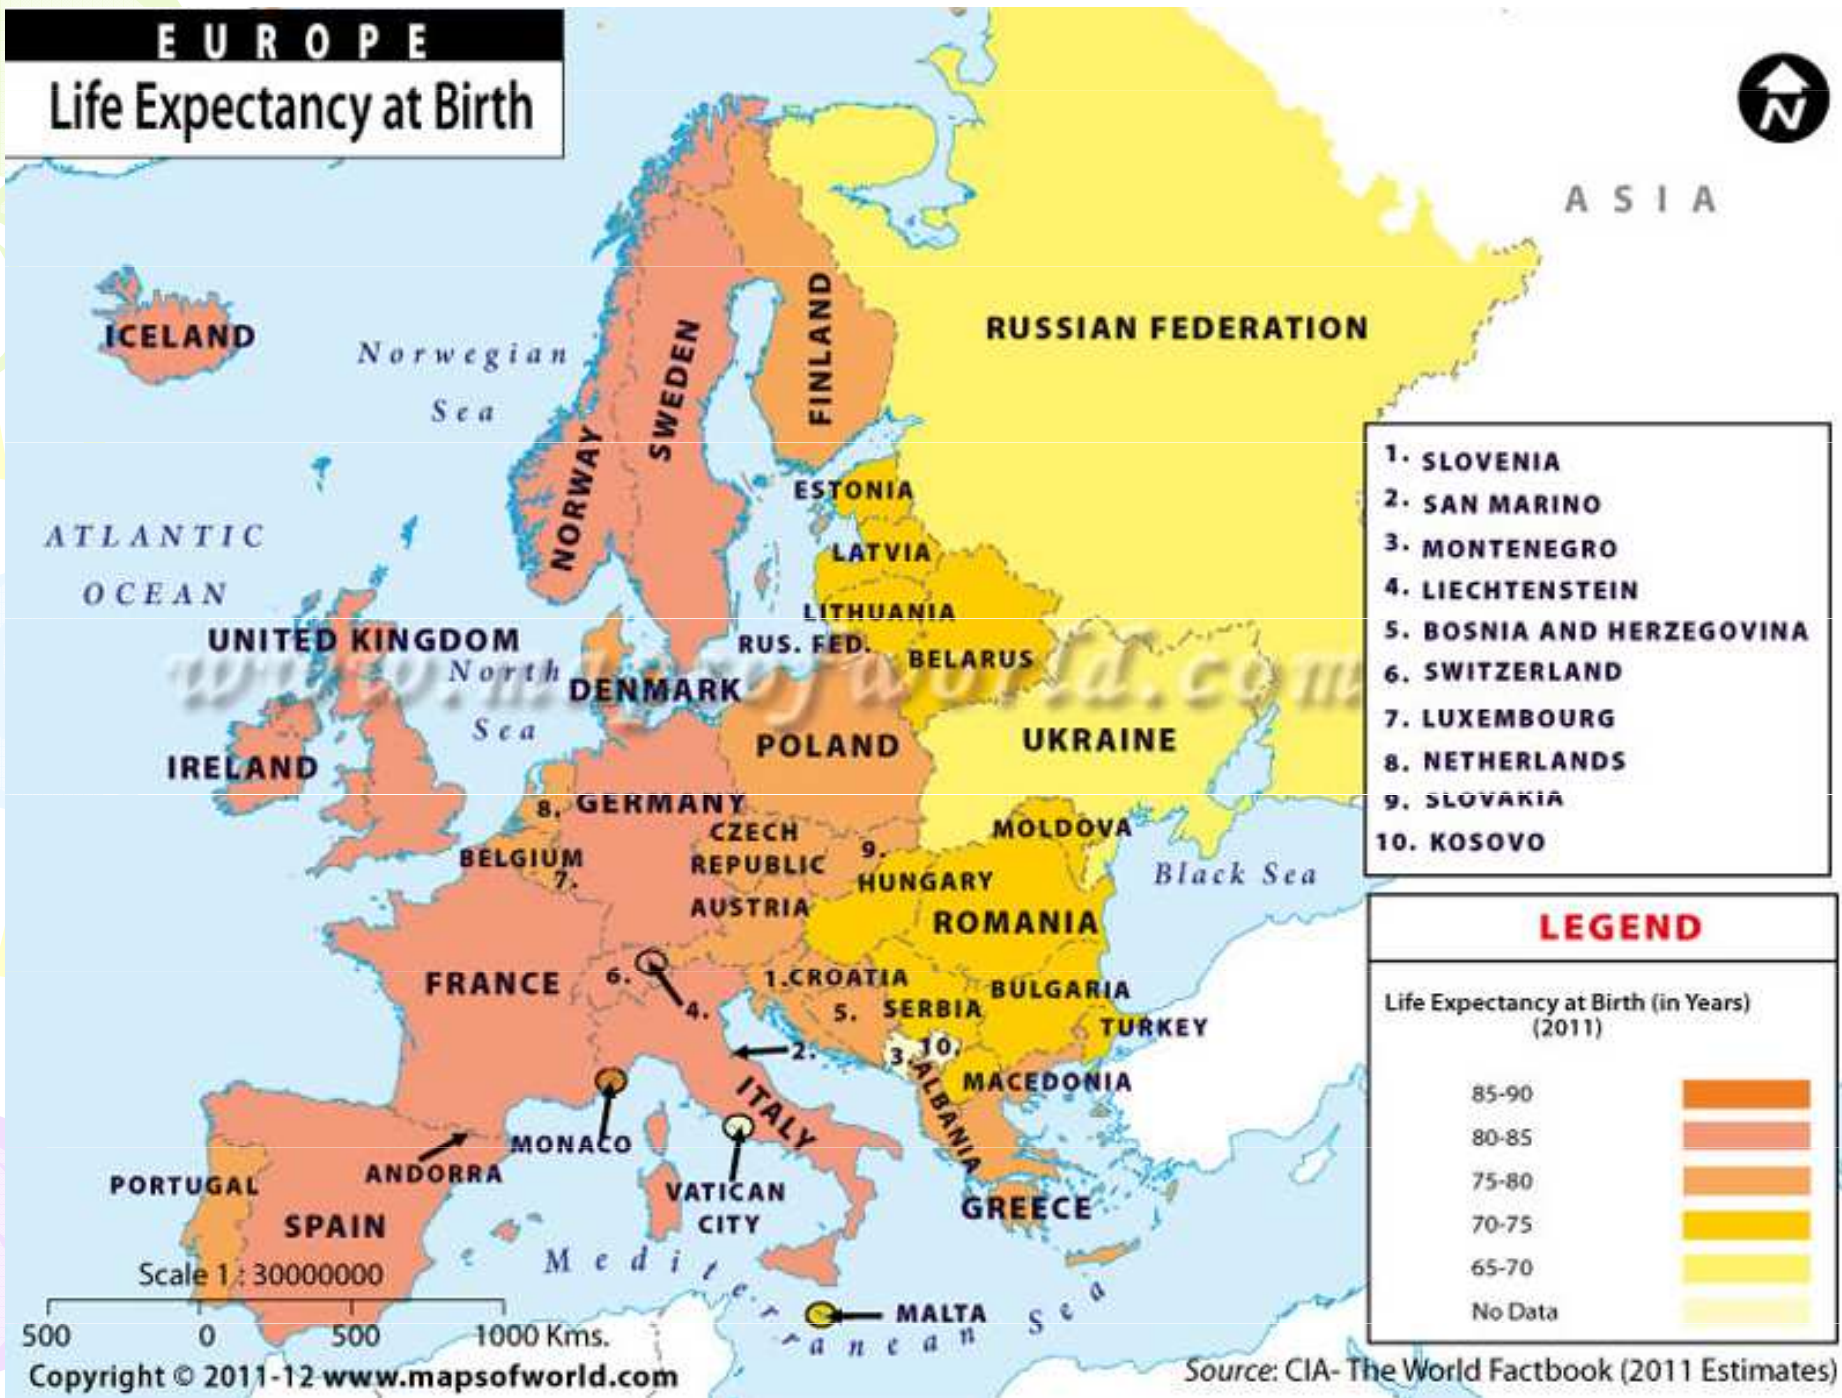 EUROPE
Life Expectancy at Birth
N
ASIA
ICELAND
Norwegian
Sea
SWEDEN
FINLAND
RUSSIAN FEDERATION
NORWAY
ATLANTIC
OCEAN
ESTONIA
LATVIA
LITHUANIA
RUS. FED.
BELARUS
UNITED KINGDOM
North
Sea
DENMARK
www.mapsofworld.com
IRELAND
POLAND
UKRAINE
8. GERMANY
CZECH
REPUBLIC
9.
MOLDOVA
BELGIUM
7.
HUNGARY
Black Sea
AUSTRIA
ROMANIA
FRANCE
6.
4.
1.CROATIA
5.
SERBIA
BULGARIA
TURKEY
2.
3.
10.
MACEDONIA
ALBANIA
ITALY
MONACO
ANDORRA
PORTUGAL
SPAIN
VATICAN
CITY
GREECE
Mediterranean Sea
MALTA
Scale 1 : 30000000
500 0 500 1000 Kms.
Copyright © 2011-12 www.mapsofworld.com
1. SLOVENIA
2. SAN MARINO
3. MONTENEGRO
4. LIECHTENSTEIN
5. BOSNIA AND HERZEGOVINA
6. SWITZERLAND
7. LUXEMBOURG
8. NETHERLANDS
9. SLOVAKIA
10. KOSOVO
LEGEND
Life Expectancy at Birth (in Years)
(2011)
85-90
80-85
75-80
70-75
65-70
No Data
Source: CIA- The World Factbook (2011 Estimates)